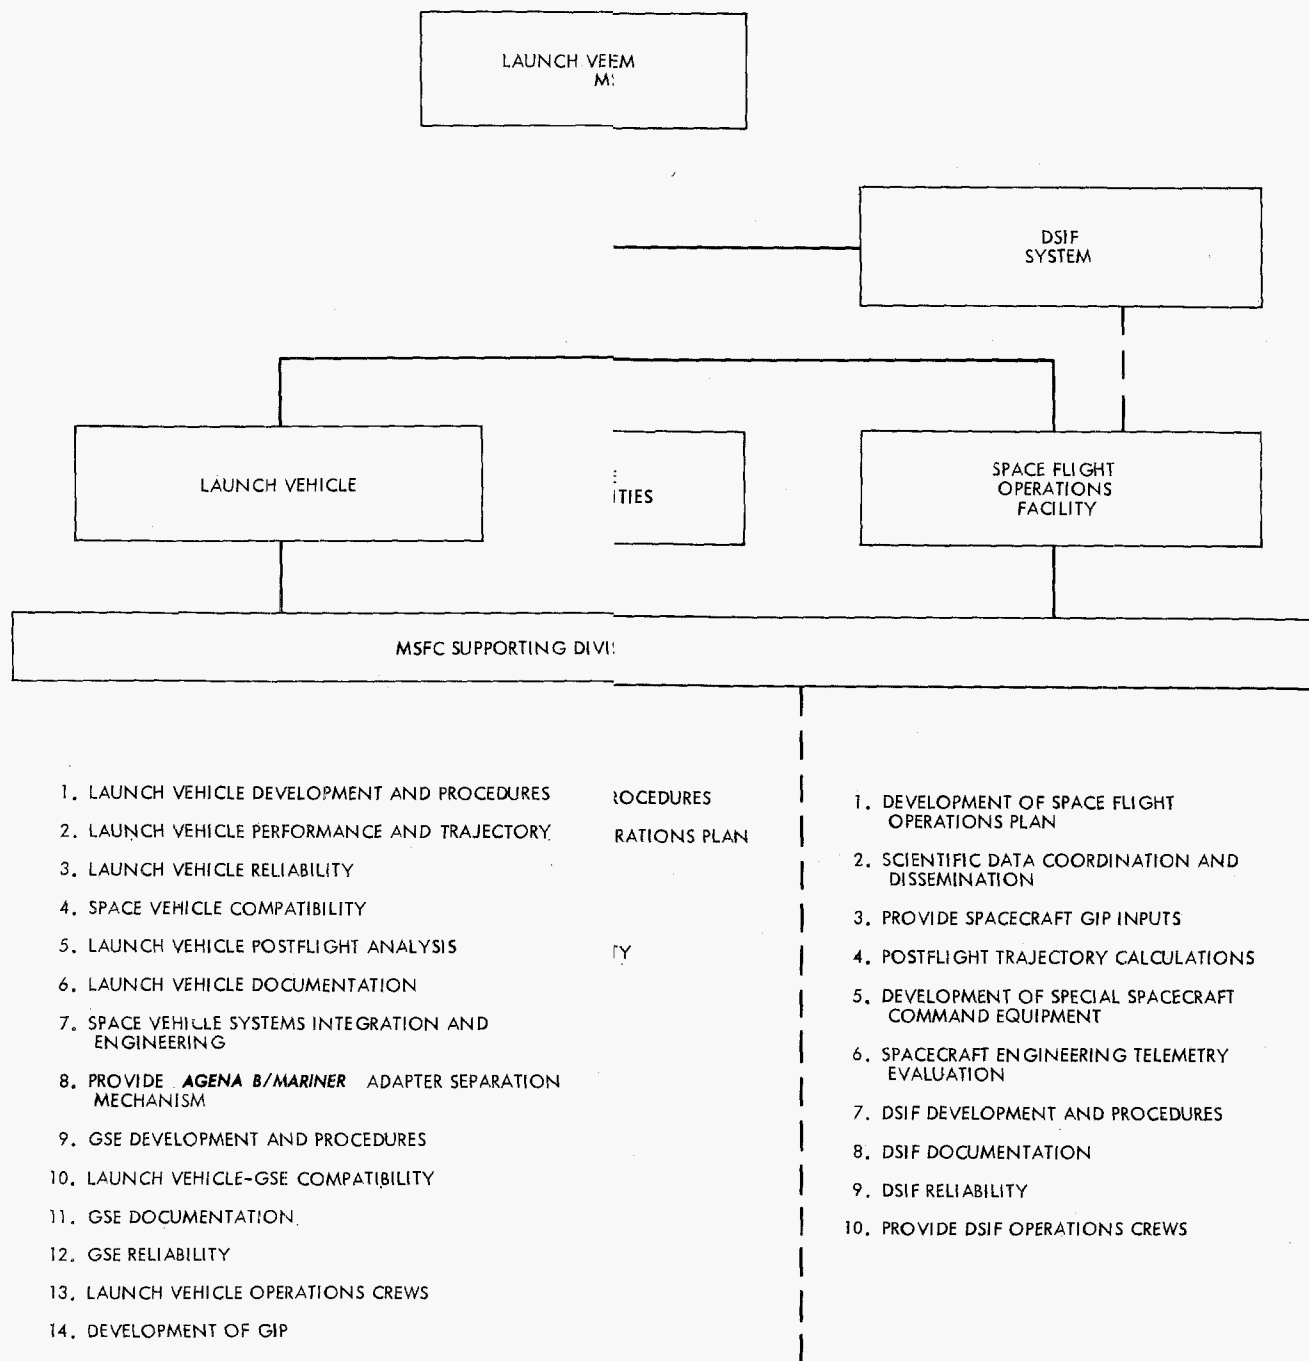 LAUNCH
DSIF
SYSTEM
LAUNCH VEHICLE
ITIES
SPACE FLIGHT
OPERATIONS
FACILITY
MSFC SUPPORTING
1. LAUNCH VEHICLE DEVELOPMENT AND PROCEDURES
2. LAUNCH VEHICLE PERFORMANCE AND TRAJECTORY
3. LAUNCH VEHICLE RELIABILITY
4. SPACE VEHICLE COMPATIBILITY
5. LAUNCH VEHICLE POSTFLIGHT ANALYSIS
6. LAUNCH VEHICLE DOCUMENTATION
7. SPACE VEHICLE SYSTEMS INTEGRATION AND
ENGINEERING
8. PROVIDE AGENA B/MARINER ADAPTER SEPARATION
MECHANISM
9. GSE DEVELOPMENT AND PROCEDURES
10. LAUNCH VEHICLE-GSE COMPATIBILITY
11. GSE DOCUMENTATION
12. GSE RELIABILITY
13. LAUNCH VEHICLE OPERATIONS CREWS
14. DEVELOPMENT OF GIP
ROCEDURES
RATIONS PLAN
TY
1. DEVELOPMENT OF SPACE FLIGHT
OPERATIONS PLAN
2. SCIENTIFIC DATA COORDINATION AND
DISSEMINATION
3. PROVIDE SPACECRAFT GIP INPUTS
4. POSTFLIGHT TRAJECTORY CALCULATIONS
5. DEVELOPMENT OF SPECIAL SPACECRAFT
COMMAND EQUIPMENT
6. SPACECRAFT ENGINEERING TELEMETRY
EVALUATION
7. DSIF DEVELOPMENT AND PROCEDURES
8. DSIF DOCUMENTATION
9. DSIF RELIABILITY
10. PROVIDE DSIF OPERATIONS CREWS